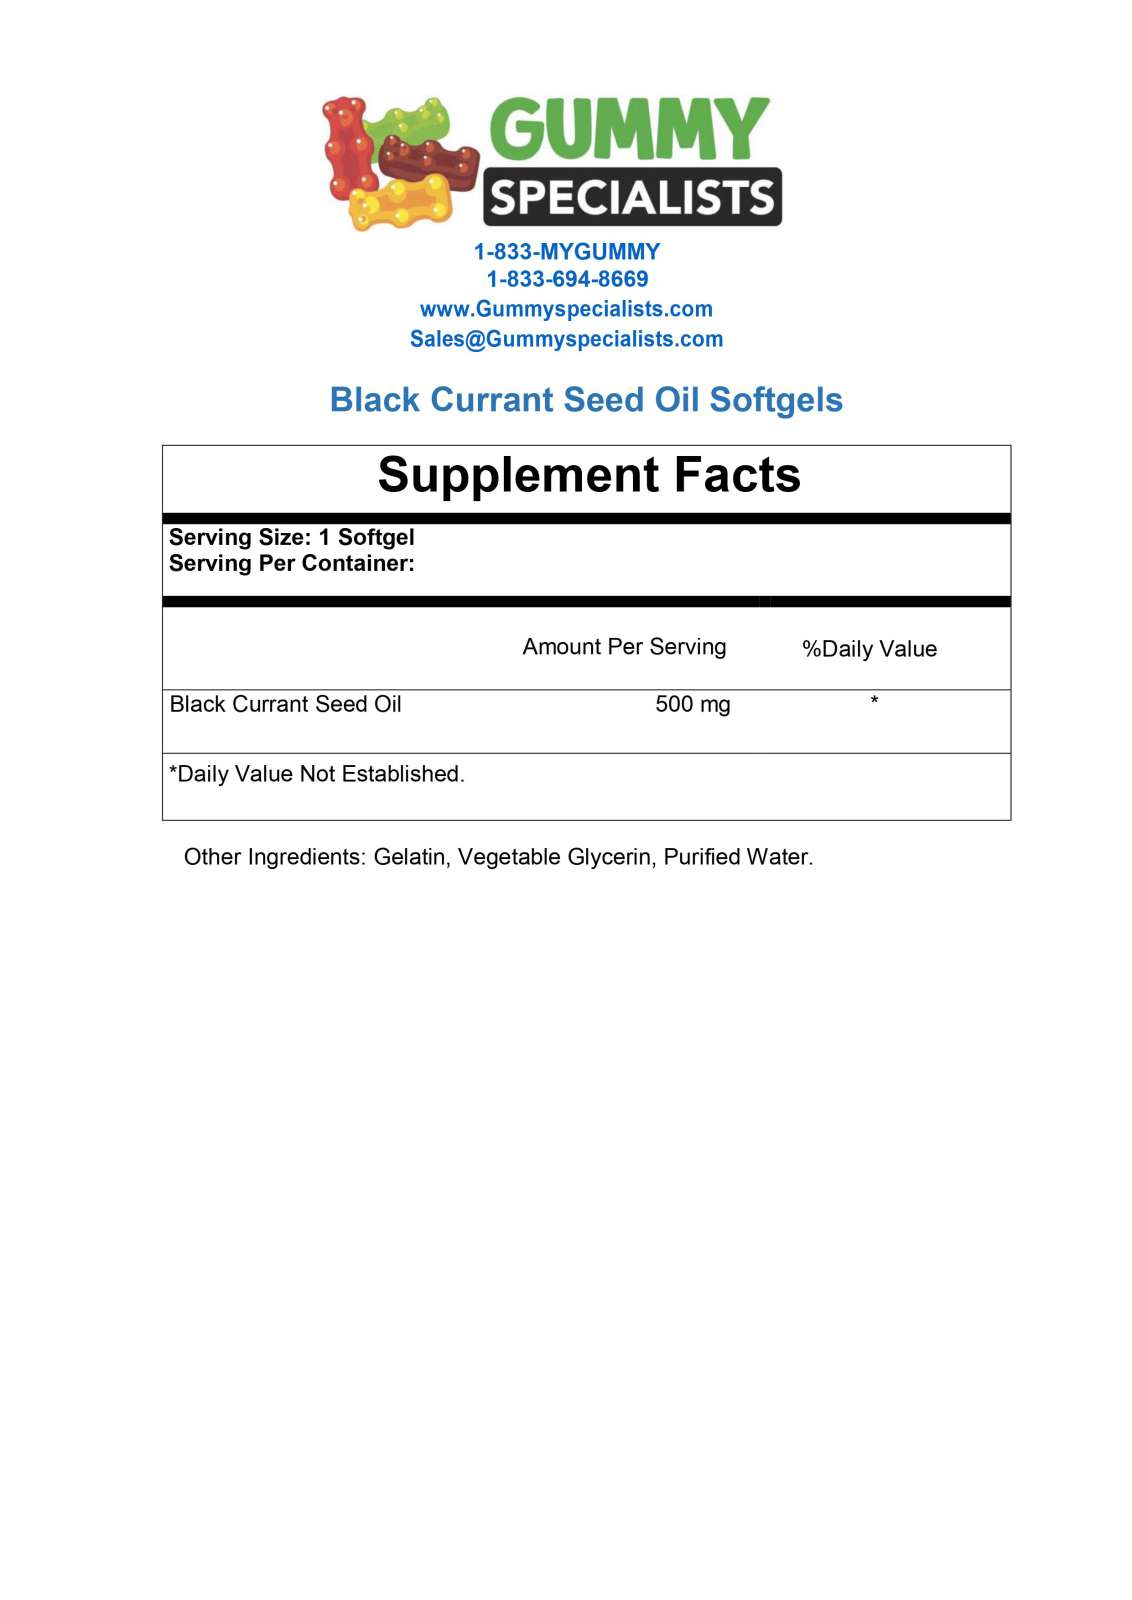 GUMMY
SPECIALISTS
1-833-MYGUMMY
1-833-694-8669
www.Gummyspecialists.com
Sales@Gummyspecialists.com
Black Currant Seed Oil Softgels
Supplement Facts
Serving Size: 1 Softgel
Serving Per Container:
Amount Per Serving %Daily Value
Black Currant Seed Oil 500 mg *
*Daily Value Not Established.
Other Ingredients: Gelatin, Vegetable Glycerin, Purified Water.